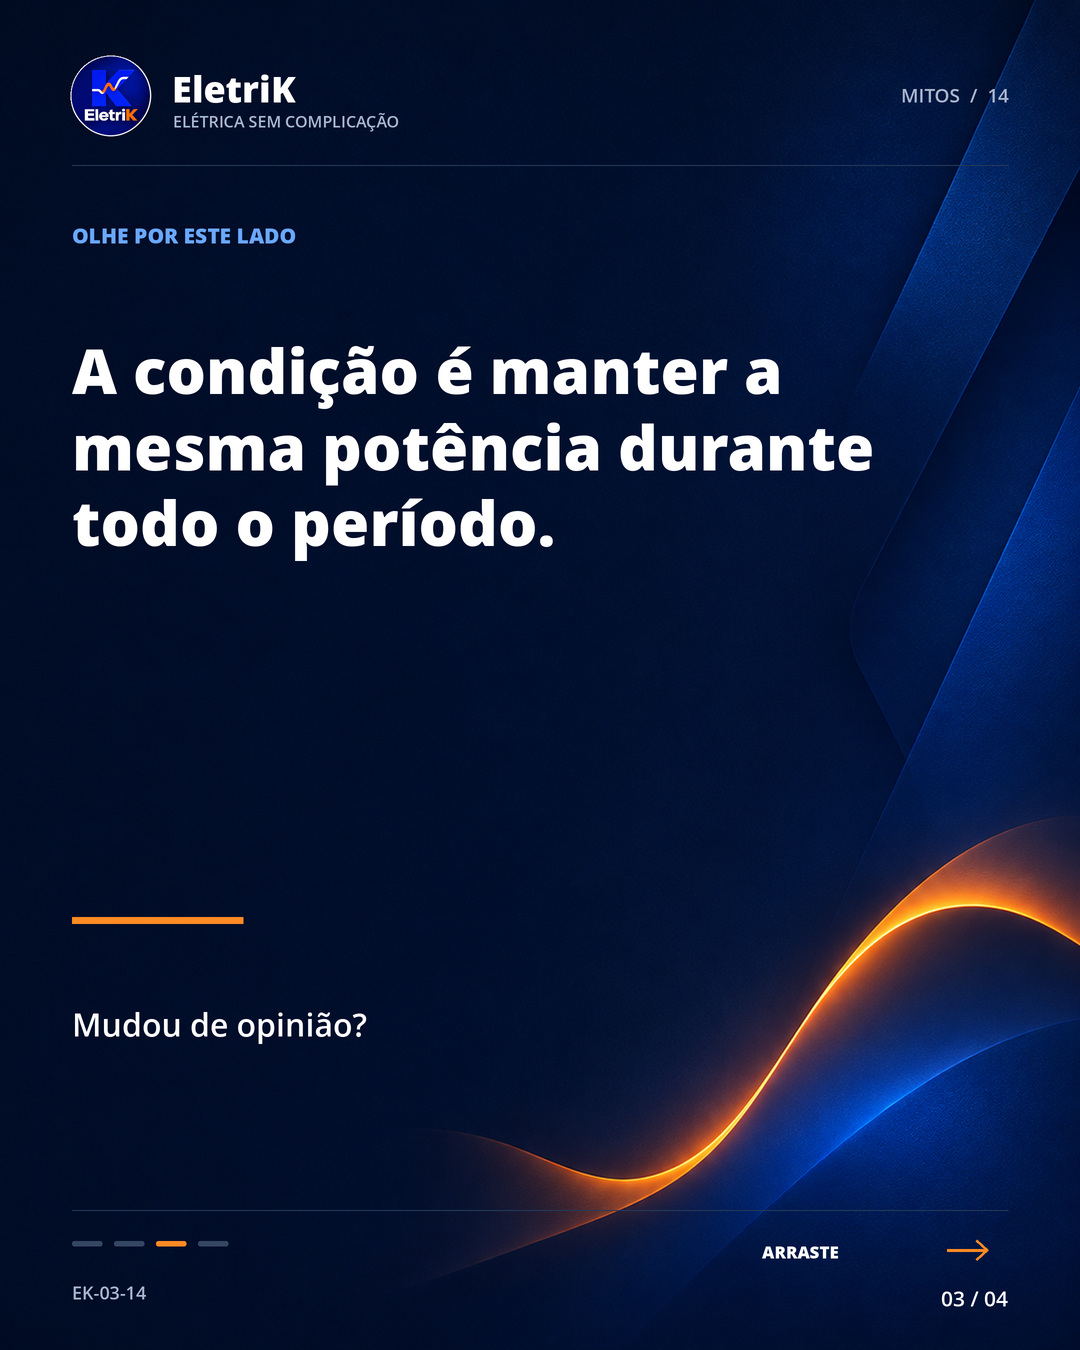 EletriK
EletriK
ELÉTRICA SEM COMPLICAÇÃO
MITOS / 14
OLHE POR ESTE LADO
A condição é manter a
mesma potência durante
todo o período.
Mudou de opinião?
ARRASTE
EK-03-14
03 / 04